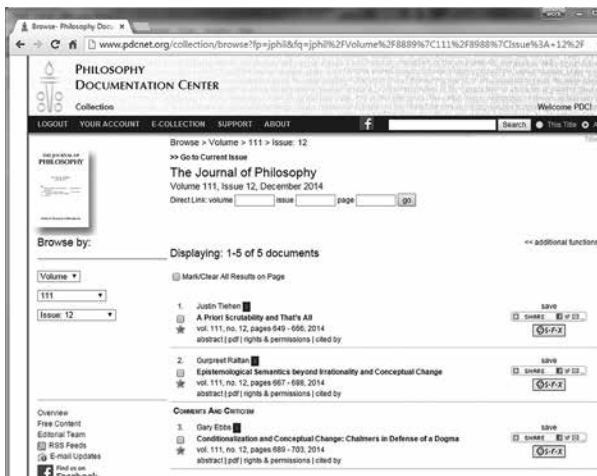 Browse- Philosophy Docu
www.pdcnet.org/collection/browse?fp=jphil&fq=jphil%2FVolume%2F8889%7C111%2F8988%7CIssue%3A+12%2F
PHILOSOPHY
DOCUMENTATION CENTER
Collection
Welcome PDC!
LOGOUT YOUR ACCOUNT E-COLLECTION SUPPORT ABOUT f Search This Title
THE JOURNAL OF
PHILOSOPHY
Browse > Volume > 111 > Issue: 12
>> Go to Current Issue
The Journal of Philosophy
Volume 111, Issue 12, December 2014
Direct Link: volume issue page go
Browse by:
Volume
111
Issue: 12
Displaying: 1-5 of 5 documents
<< additional functions
Mark/Clear All Results on Page
1. Justin Tiehen
A Priori Scrutability and That's All
vol. 111, no. 12, pages 649 - 666, 2014
abstract | pdf | rights & permissions | cited by
save
SHARE
S·F·X
2. Gurpreet Rattan
Epistemological Semantics beyond Irrationality and Conceptual Change
vol. 111, no. 12, pages 667 - 688, 2014
abstract | pdf | rights & permissions | cited by
save
SHARE
S·F·X
COMMENTS AND CRITICISM
3. Gary Ebbs
Conditionalization and Conceptual Change: Chalmers in Defense of a Dogma
vol. 111, no. 12, pages 689 - 703, 2014
abstract | pdf | rights & permissions | cited by
save
SHARE
S·F·X
Overview
Free Content
Editorial Team
RSS Feeds
E-mail Updates
Find us on
Facebook